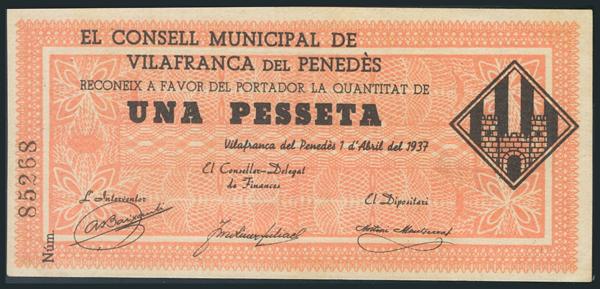 EL CONSELL MUNICIPAL DE
VILAFRANCA DEL PENEDÈS
RECONEIX A FAVOR DEL PORTADOR LA QUANTITAT DE
UNA PESSETA
Vilafranca del Penedès 1 d'Abril del 1937
El Conseller-Delegat
de Finances
L'Interventor
El Dipositari
Núm. 85268